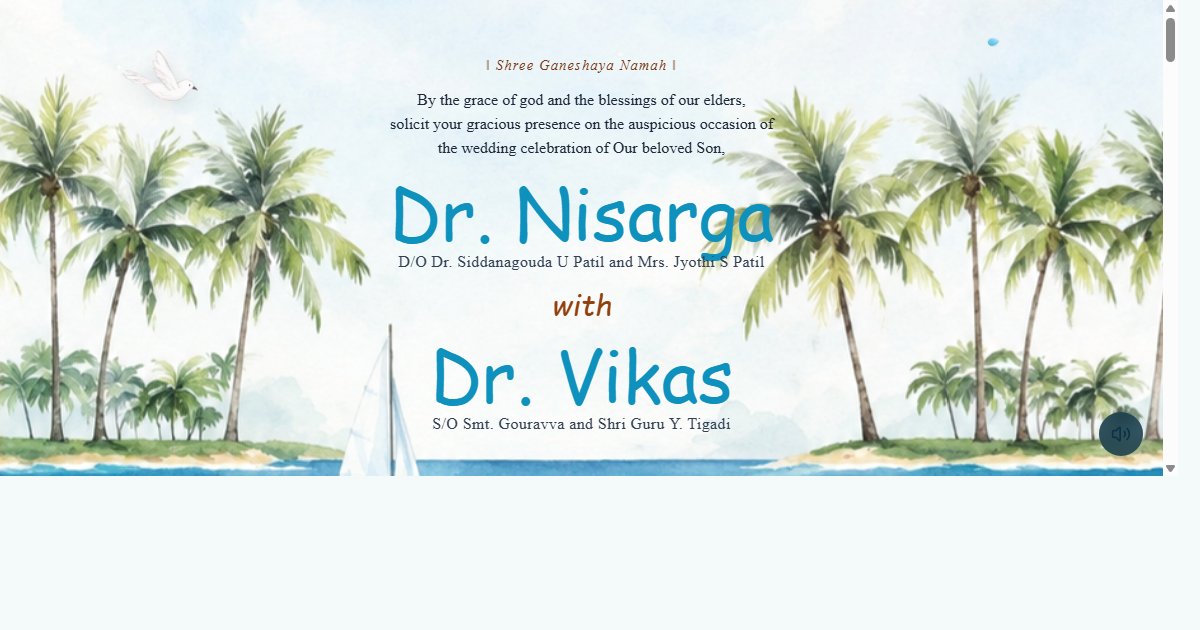 | Shree Ganeshaya Namah |
By the grace of god and the blessings of our elders,
solicit your gracious presence on the auspicious occasion of
the wedding celebration of Our beloved Son,
Dr. Nisarga
D/O Dr. Siddanagouda U Patil and Mrs. Jyothi S Patil
with
Dr. Vikas
S/O Smt. Gouravva and Shri Guru Y. Tigadi